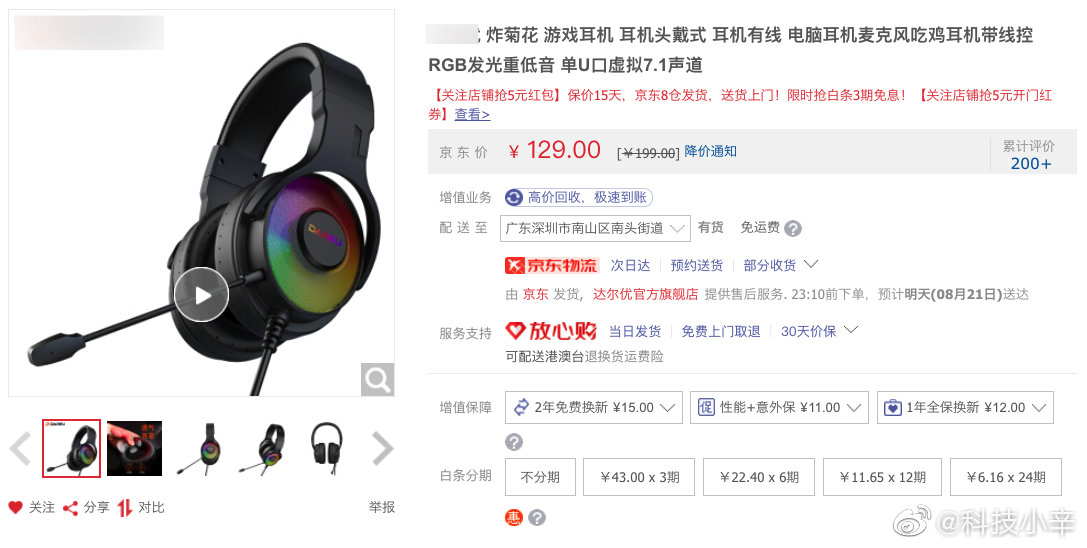 炸菊花 游戏耳机 耳机头戴式 耳机有线 电脑耳机麦克风吃鸡耳机带线控
RGB发光重低音 单U口虚拟7.1声道
【关注店铺抢5元红包】保价15天，京东8仓发货，送货上门！限时抢白条3期免息！【关注店铺抢5元开门红
券】查看>
京 东 价 ￥ 129.00 [￥199.00] 降价通知 累计评价
200+
增值业务 高价回收，极速到账
配 送 至 广东深圳市南山区南头街道 有货 免运费 ?
京东物流 次日达 预约送货 部分收货
由 京东 发货，达尔优官方旗舰店 提供售后服务. 23:10前下单，预计明天(08月21日)送达
服务支持 放心购 当日发货 免费上门取退 30天价保
可配送港澳台退换货运费险
增值保障 2年免费换新 ¥15.00 促 性能+意外保 ¥11.00 1年全保换新 ¥12.00
?
白条分期 不分期 ￥43.00 x 3期 ￥22.40 x 6期 ￥11.65 x 12期 ￥6.16 x 24期
惠 ?
关注 分享 对比 举报
@科技小辛